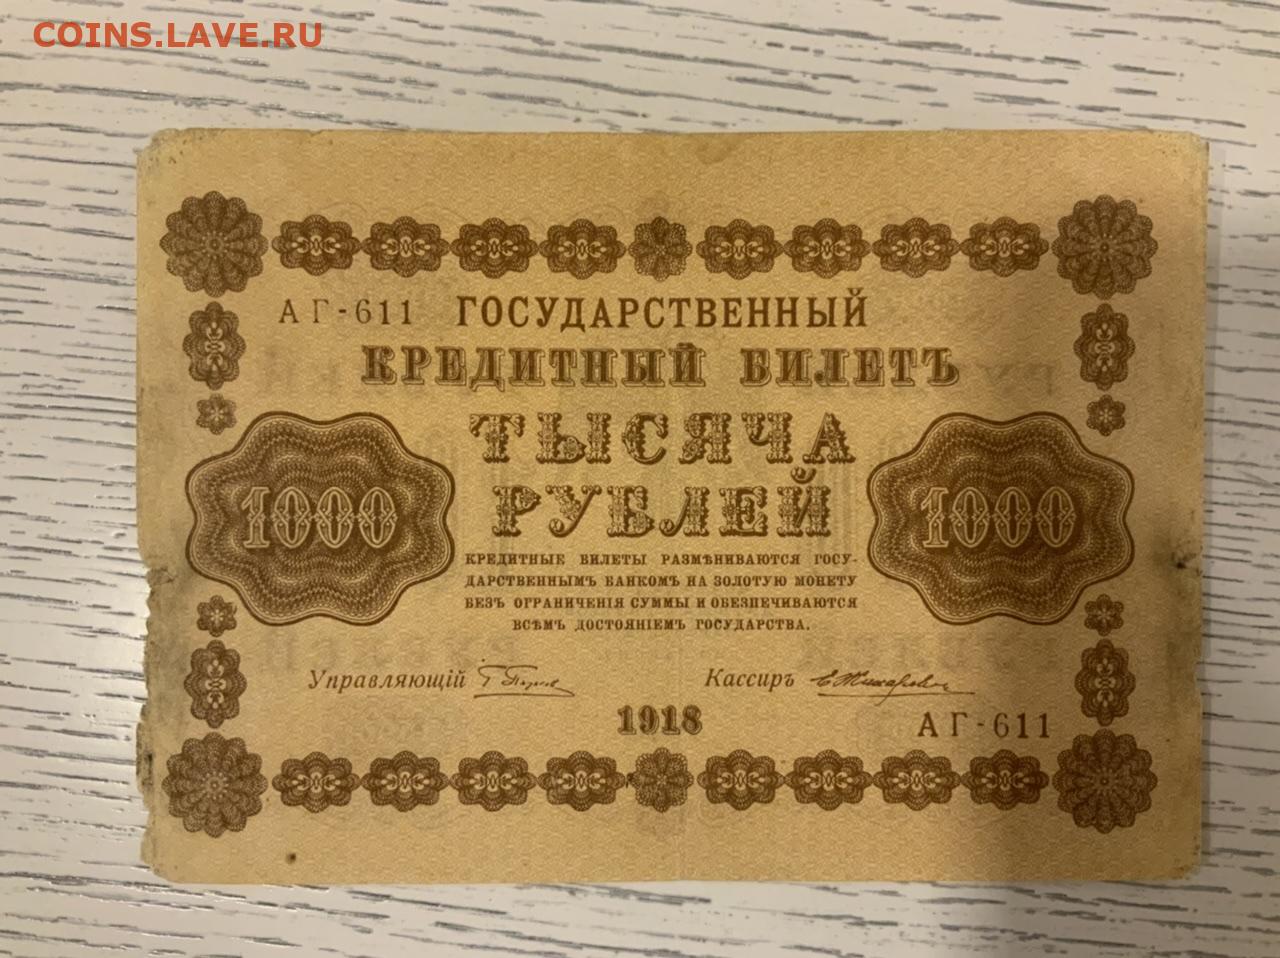 COINS.LAVE.RU
АГ-611 ГОСУДАРСТВЕННЫЙ
КРЕДИТНЫЙ БИЛЕТЪ
ТЫСЯЧА
РУБЛЕЙ
1000 1000
КРЕДИТНЫЕ БИЛЕТЫ РАЗМѢНИВАЮТСЯ ГОСУ-
ДАРСТВЕННЫМЪ БАНКОМЪ НА ЗОЛОТУЮ МОНЕТУ
БЕЗЪ ОГРАНИЧЕНІЯ СУММЫ И ОБЕЗПЕЧИВАЮТСЯ
ВСѢМЪ ДОСТОЯНІЕМЪ ГОСУДАРСТВА.
Управляющій Кассиръ
1918
АГ-611